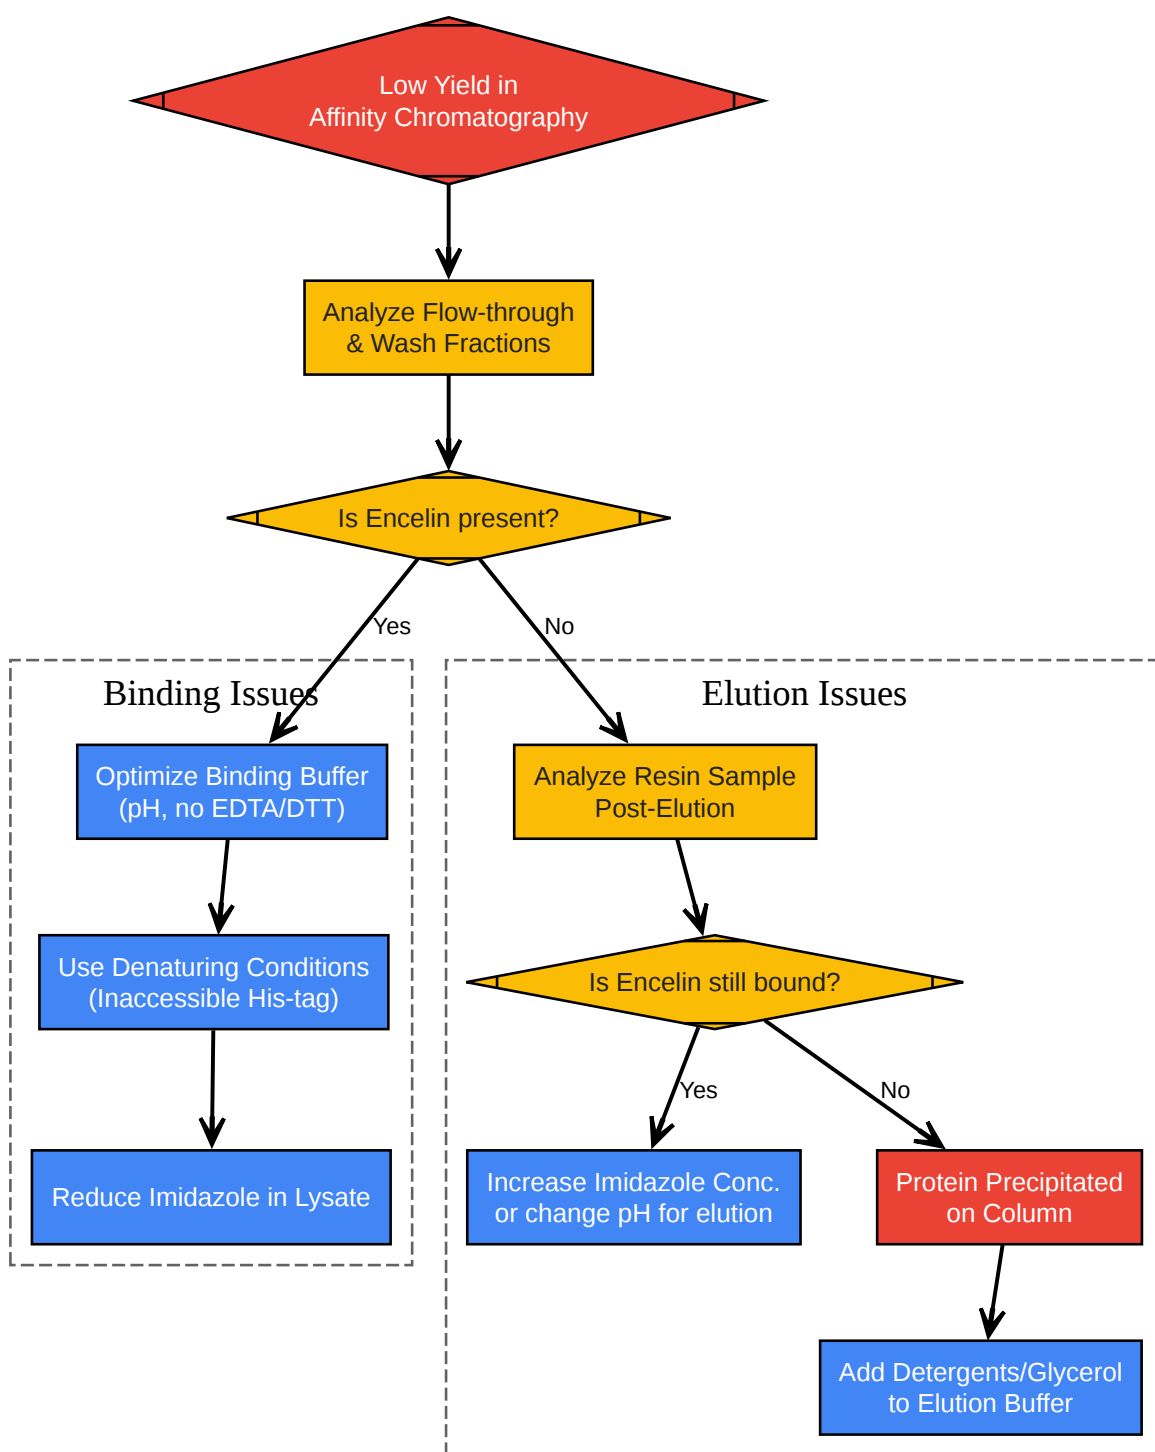 Low Yield in
Affinity Chromatography
Analyze Flow-through
& Wash Fractions
Is Encelin present?
Yes
No
Binding Issues
Elution Issues
Optimize Binding Buffer
(pH, no EDTA/DTT)
Analyze Resin Sample
Post-Elution
Use Denaturing Conditions
(Inaccessible His-tag)
Is Encelin still bound?
Yes
No
Reduce Imidazole in Lysate
Increase Imidazole Conc.
or change pH for elution
Protein Precipitated
on Column
Add Detergents/Glycerol
to Elution Buffer